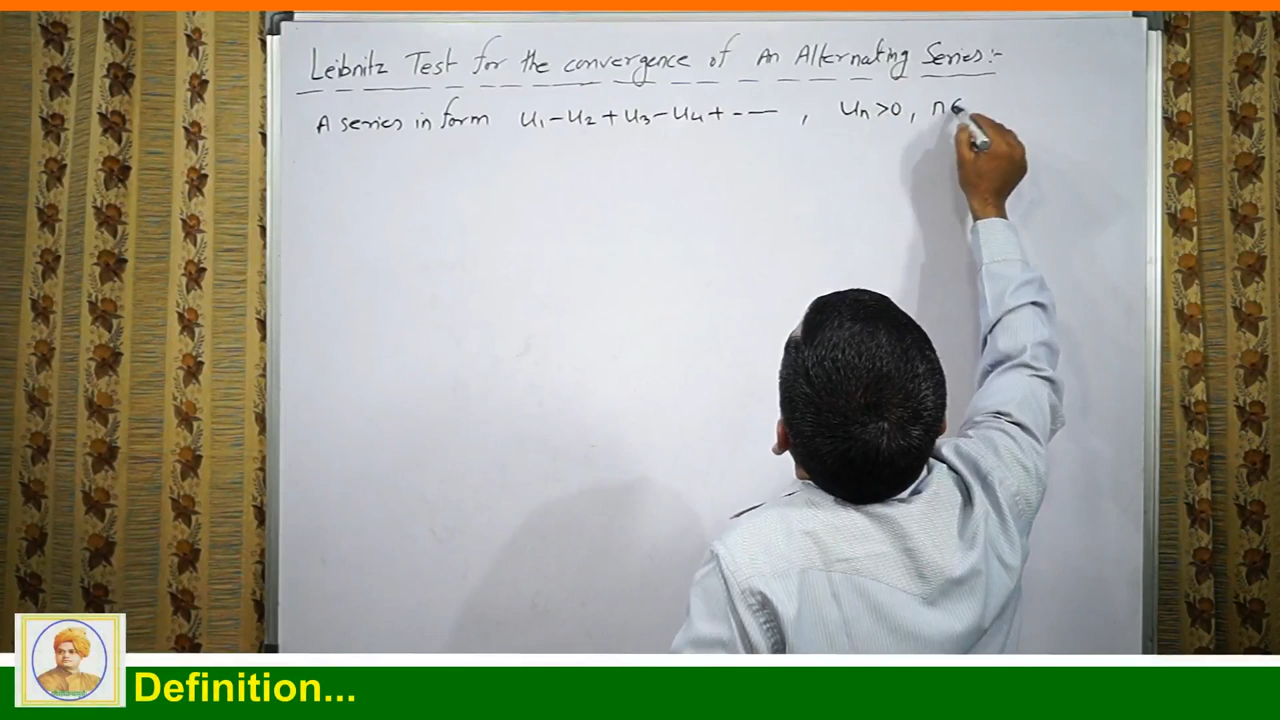 Leibnitz Test for the convergence of An Alternating Series:-
A series in form u₁ - u₂ + u₃ - u₄ + - - — , uₙ > 0 , n ∈
Definition...